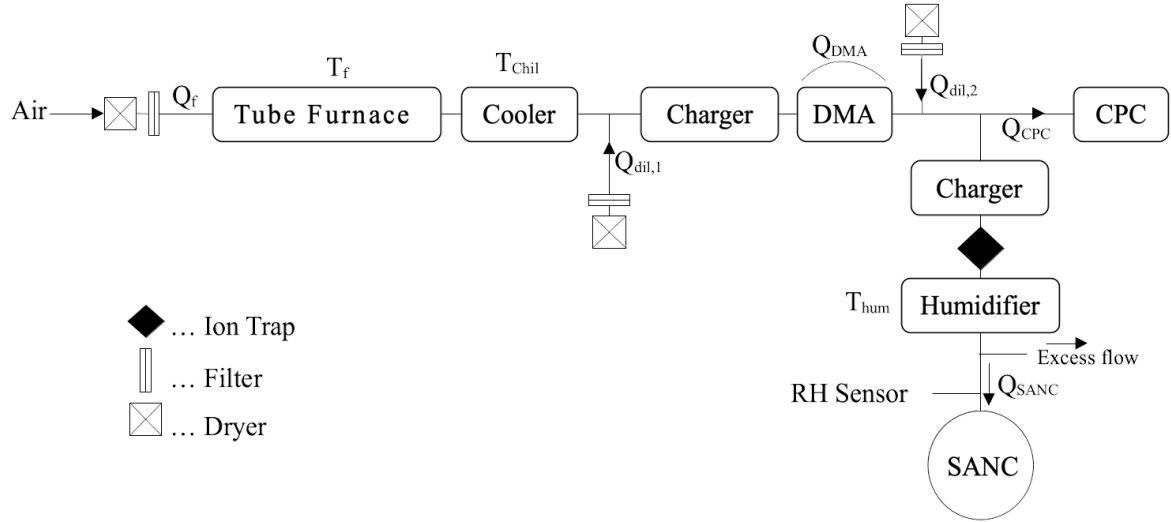 Air
Q_f
T_f
Tube Furnace
T_Chil
Cooler
Q_dil,1
Charger
Q_DMA
DMA
Q_dil,2
Q_CPC
CPC
Charger
T_hum
Humidifier
Excess flow
Q_SANC
RH Sensor
SANC
… Ion Trap
… Filter
… Dryer